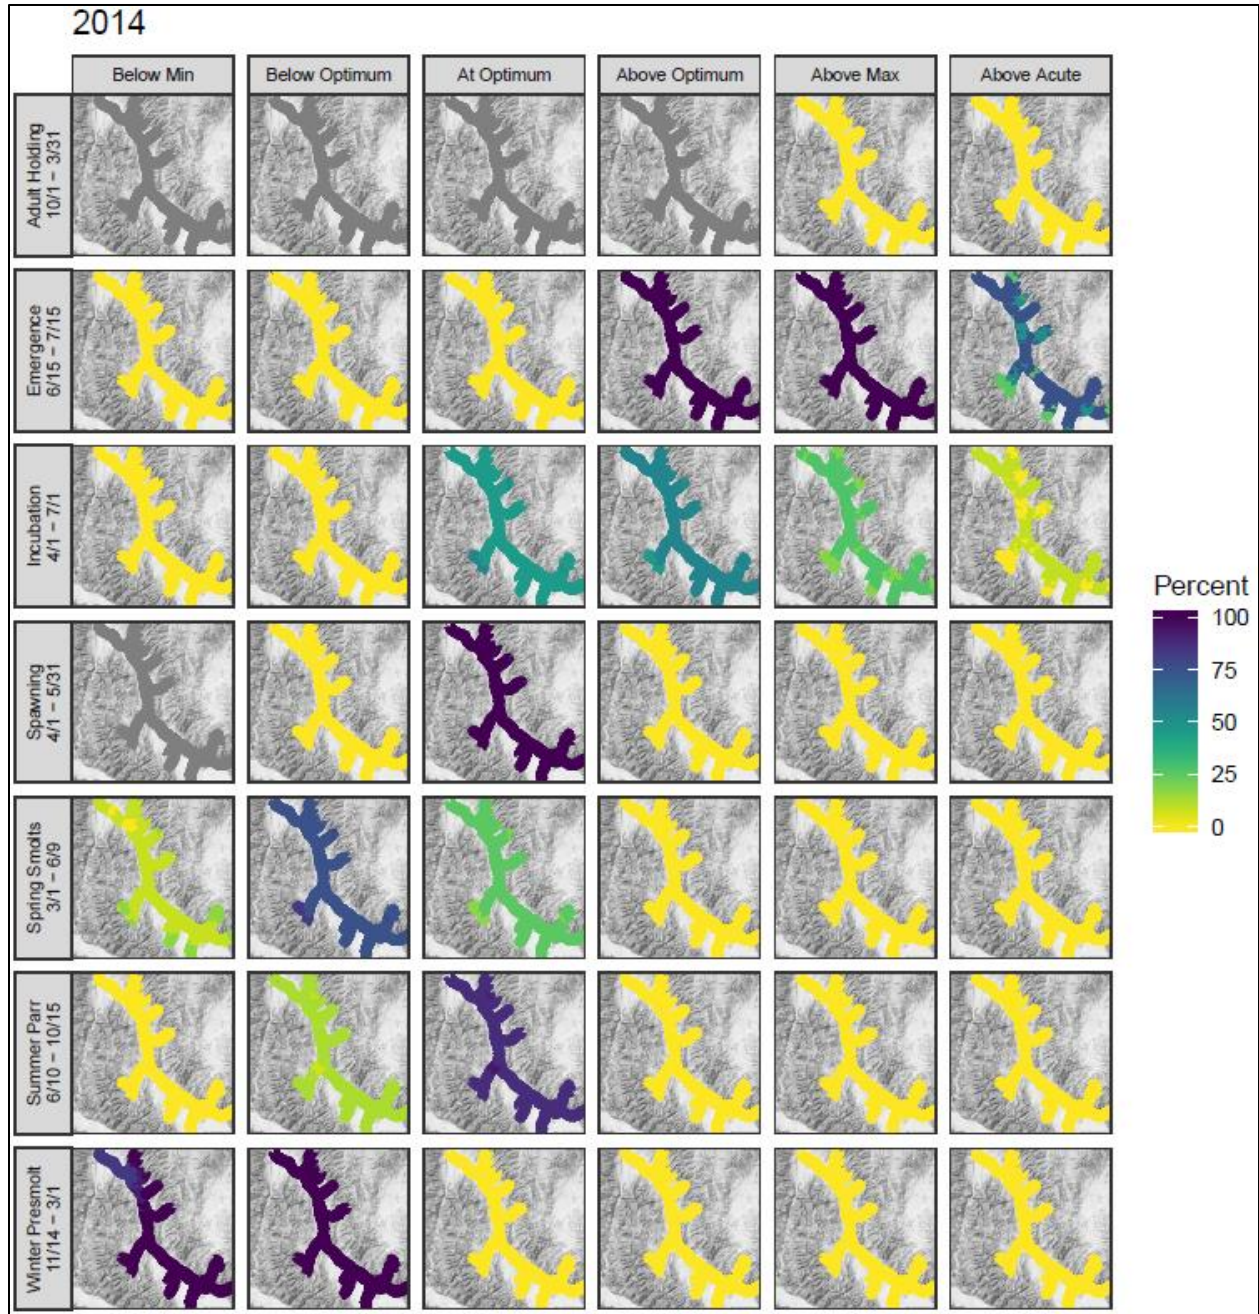 2014
Below Min
Below Optimum
At Optimum
Above Optimum
Above Max
Above Acute
Adult Holding
10/1 – 3/31
Emergence
6/15 – 7/15
Incubation
4/1 – 7/1
Spawning
4/1 – 5/31
Spring Smolts
3/1 – 6/9
Summer Parr
6/10 – 10/15
Winter Presmolt
11/14 – 3/1
Percent
100
75
50
25
0